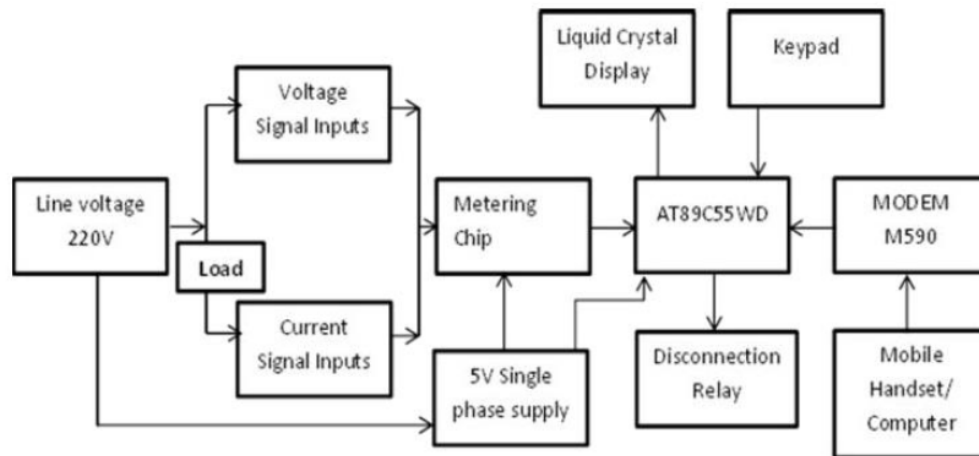 Liquid Crystal
Display
Keypad
Voltage
Signal Inputs
Line voltage
220V
Load
Metering
Chip
AT89C55WD
MODEM
M590
Current
Signal Inputs
5V Single
phase supply
Disconnection
Relay
Mobile
Handset/
Computer